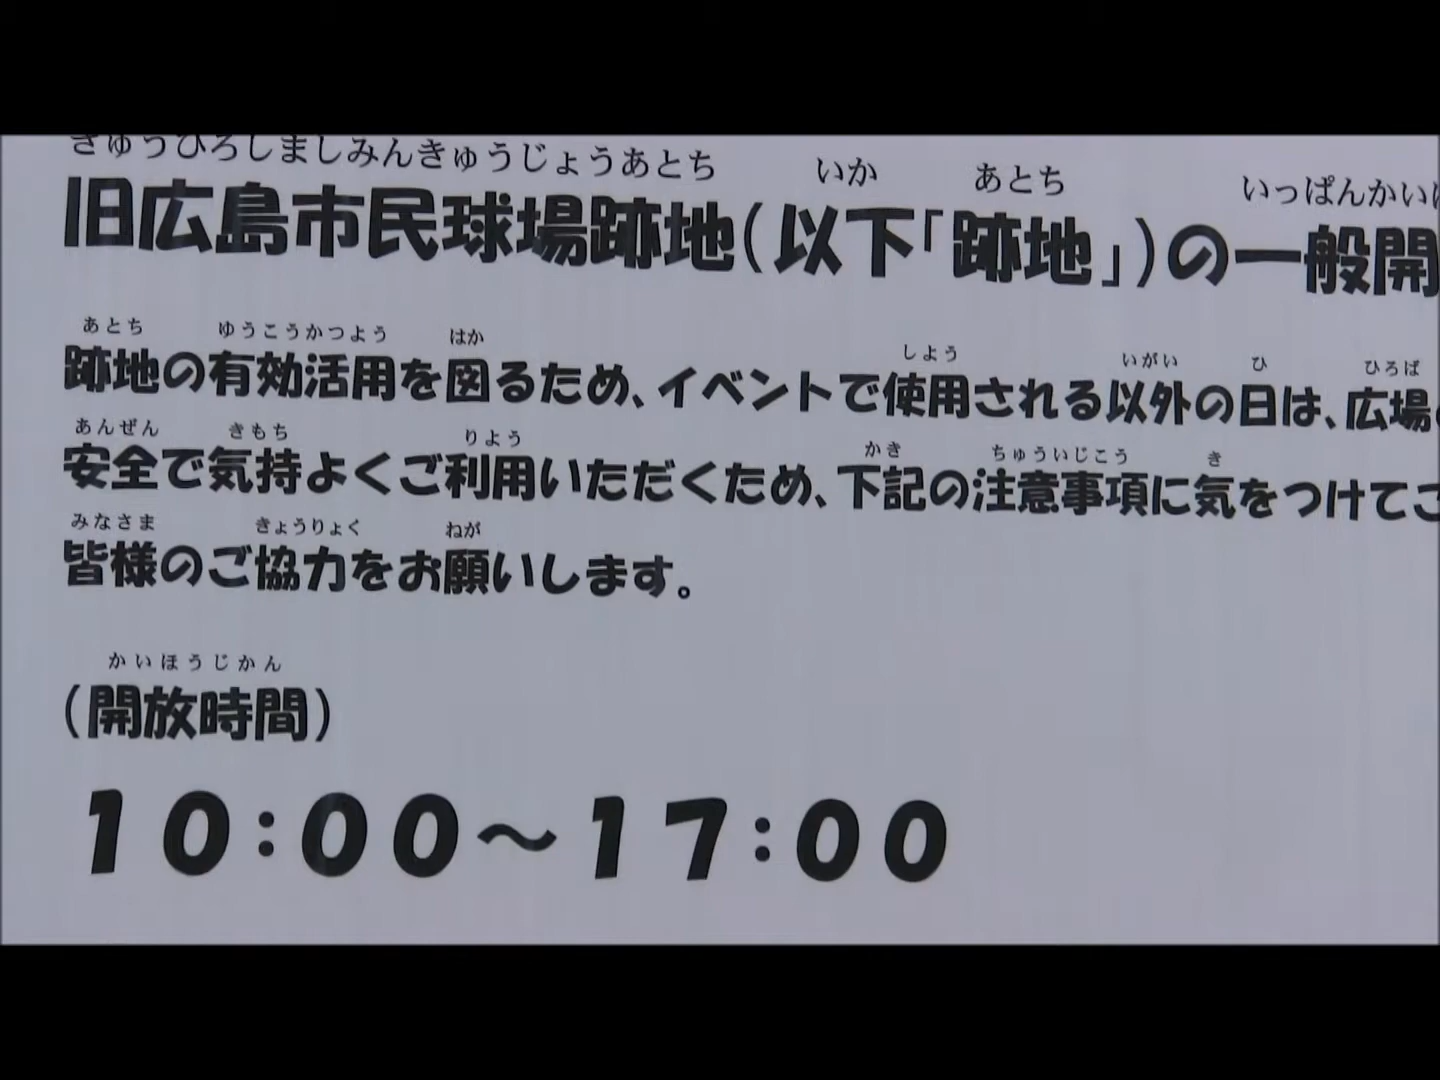 きゅうひろしましみんきゅうじょうあとち いか あとち いっぱんかい
旧広島市民球場跡地(以下「跡地」)の一般開
あとち ゆうこうかつよう はか しよう いがい ひ ひろば
跡地の有効活用を図るため、イベントで使用される以外の日は、広場
あんぜん きもち りよう かき ちゅういじこう き
安全で気持よくご利用いただくため、下記の注意事項に気をつけてご
みなさま きょうりょく ねが
皆様のご協力をお願いします。
かいほうじかん
(開放時間)
10:00～17:00